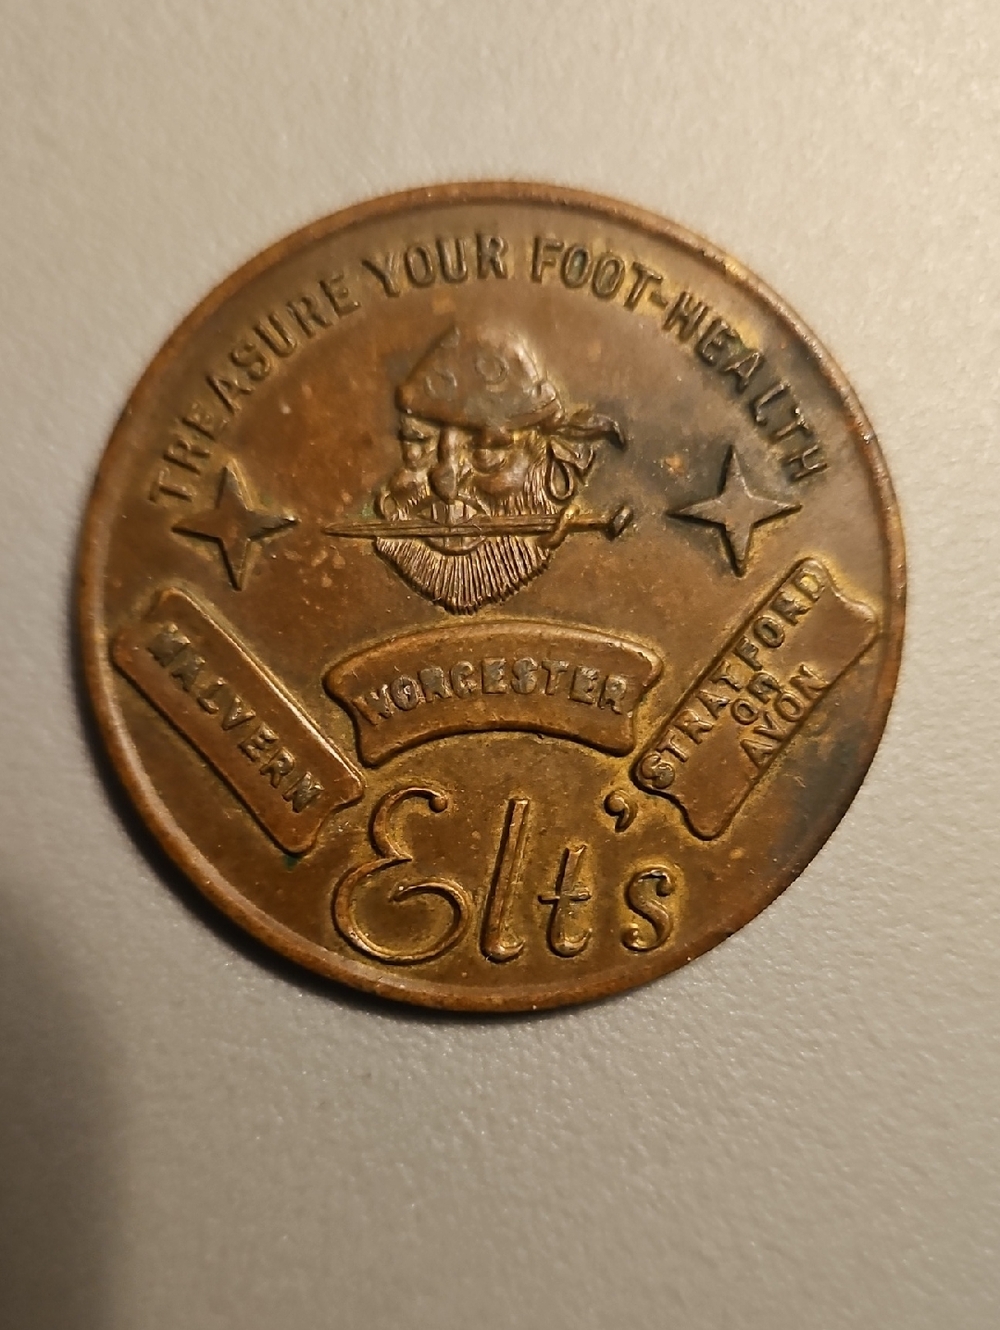 TREASURE YOUR FOOT-HEALTH
MALVERN
WORCESTER
STRATFORD
ON
AVON
Elt's